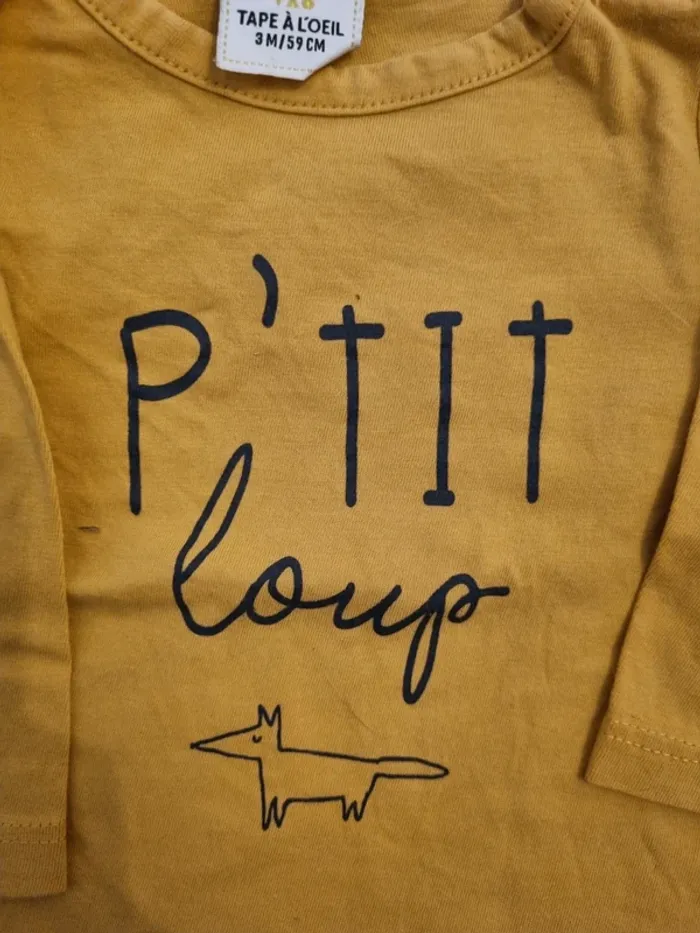 TAPE À L'OEIL
3M/59CM
P'TIT
loup